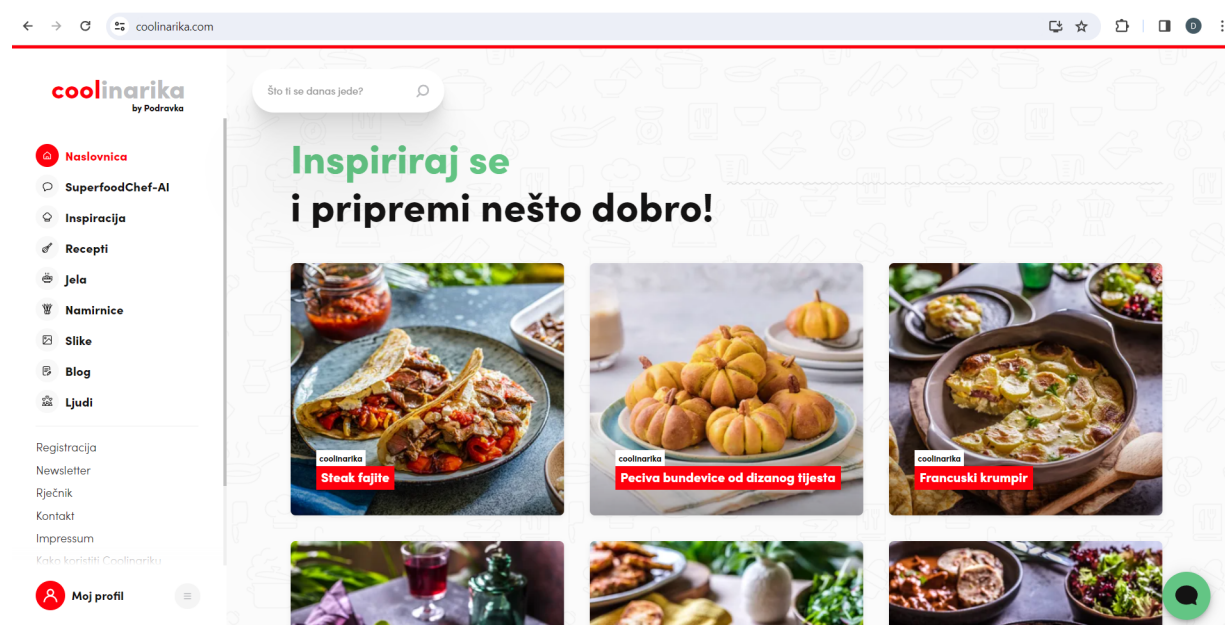 coolinarika.com
D
coolinarika
by Podravka
Što ti se danas jede?
Naslovnica
SuperfoodChef-AI
Inspiracija
Recepti
Jela
Namirnice
Slike
Blog
Ljudi
Registracija
Newsletter
Rječnik
Kontakt
Impressum
Kako koristiti Coolinariku
Moj profil
Inspiriraj se
i pripremi nešto dobro!
coolinarika
Steak fajite
coolinarika
Peciva bundevice od dizanog tijesta
coolinarika
Francuski krumpir